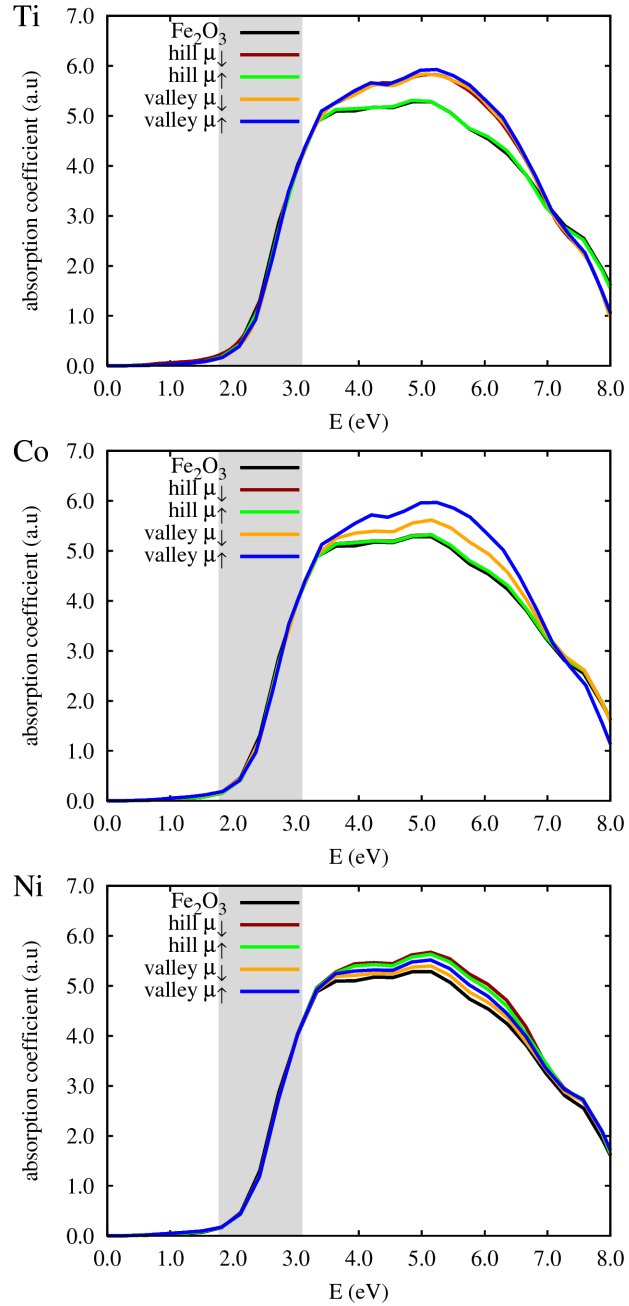 Ti
7.0
6.0
5.0
4.0
3.0
2.0
1.0
0.0
absorption coefficient (a.u)
Fe₂O₃
hill μ↓
hill μ↑
valley μ↓
valley μ↑
0.0 1.0 2.0 3.0 4.0 5.0 6.0 7.0 8.0
E (eV)
Co
7.0
6.0
5.0
4.0
3.0
2.0
1.0
0.0
absorption coefficient (a.u)
Fe₂O₃
hill μ↓
hill μ↑
valley μ↓
valley μ↑
0.0 1.0 2.0 3.0 4.0 5.0 6.0 7.0 8.0
E (eV)
Ni
7.0
6.0
5.0
4.0
3.0
2.0
1.0
0.0
absorption coefficient (a.u)
Fe₂O₃
hill μ↓
hill μ↑
valley μ↓
valley μ↑
0.0 1.0 2.0 3.0 4.0 5.0 6.0 7.0 8.0
E (eV)